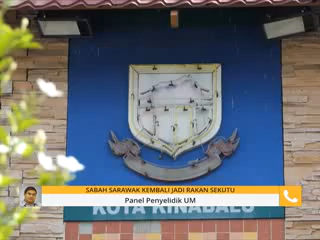 SABAH SARAWAK KEMBALI JADI RAKAN SEKUTU
Panel Penyelidik UM
KOTA KINABALU